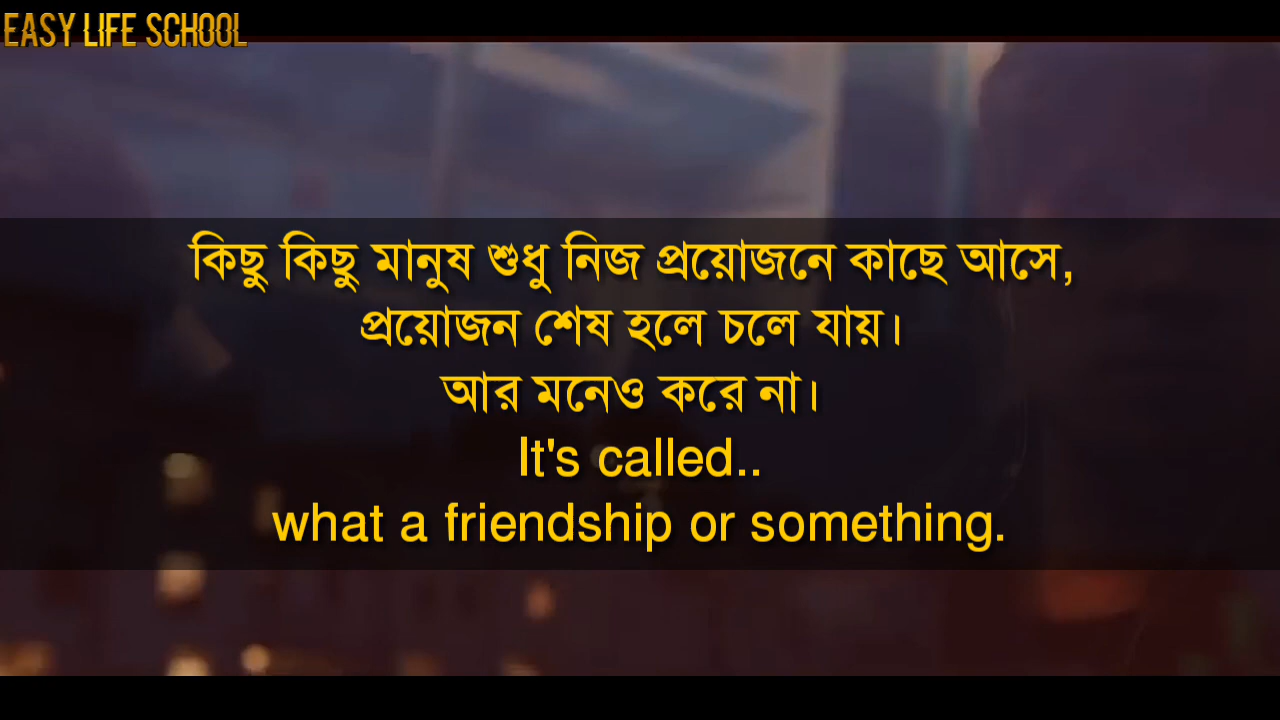 EASY LIFE SCHOOL
কিছু কিছু মানুষ শুধু নিজ প্রয়োজনে কাছে আসে,
প্রয়োজন শেষ হলে চলে যায়।
আর মনেও করে না।
It's called..
what a friendship or something.